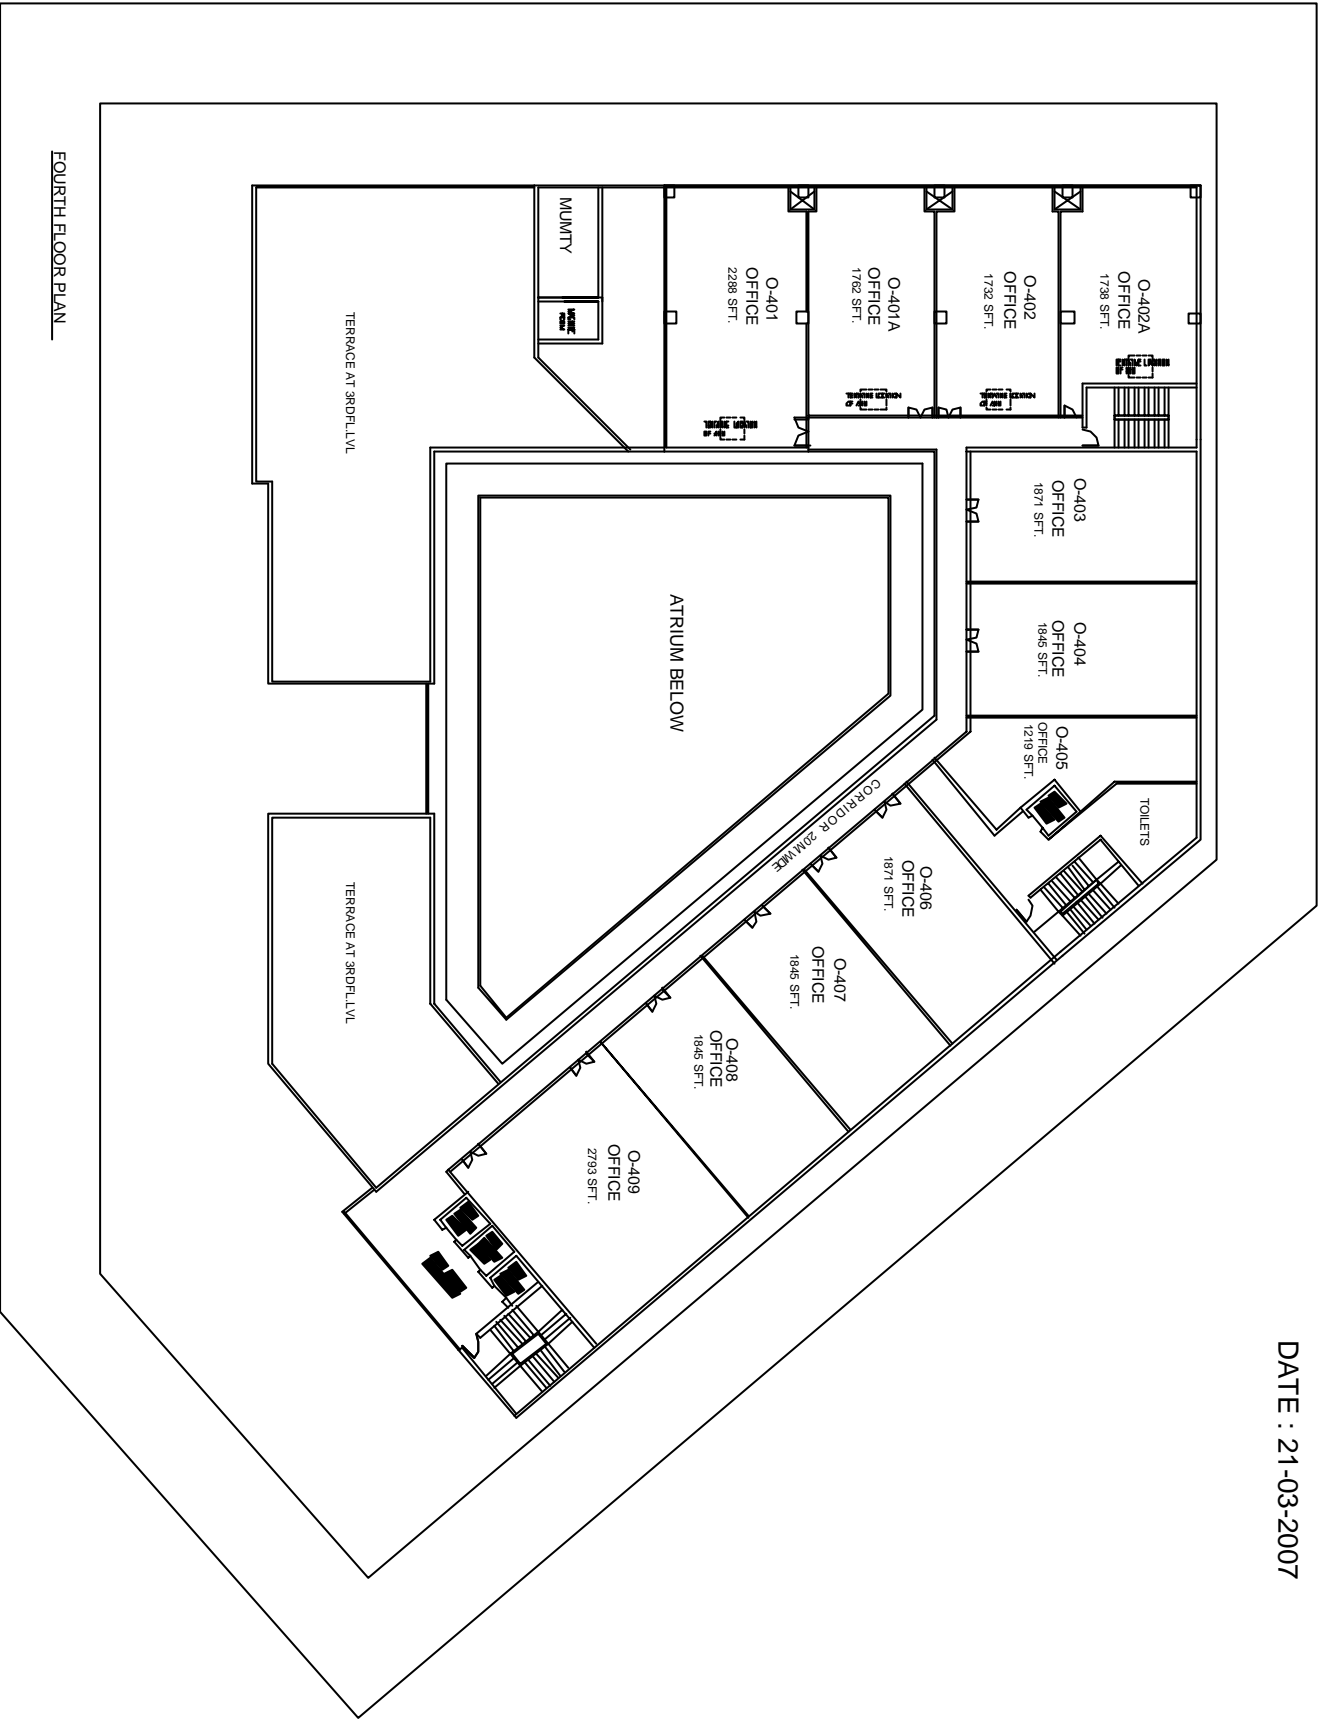 DATE : 21-03-2007
O-402A
OFFICE
1738 SFT.
O-402
OFFICE
1732 SFT.
O-401A
OFFICE
1762 SFT.
O-401
OFFICE
2288 SFT.
MUMTY
O-403
OFFICE
1871 SFT.
O-404
OFFICE
1845 SFT.
O-405
OFFICE
1219 SFT.
TOILETS
O-406
OFFICE
1871 SFT.
O-407
OFFICE
1845 SFT.
O-408
OFFICE
1845 SFT.
O-409
OFFICE
2793 SFT.
CORRIDOR 20M WIDE
ATRIUM BELOW
TERRACE AT 3RDFL.LVL
TERRACE AT 3RDFL.LVL
FOURTH FLOOR PLAN